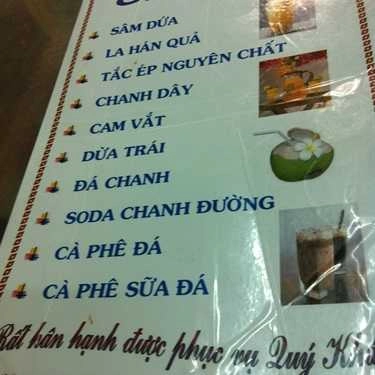 SÂM DỨA
LA HÁN QUẢ
TẮC ÉP NGUYÊN CHẤT
CHANH DÂY
CAM VẮT
DỪA TRÁI
ĐÁ CHANH
SODA CHANH ĐƯỜNG
CÀ PHÊ ĐÁ
CÀ PHÊ SỮA ĐÁ
Rất hân hạnh được phục vụ Quý